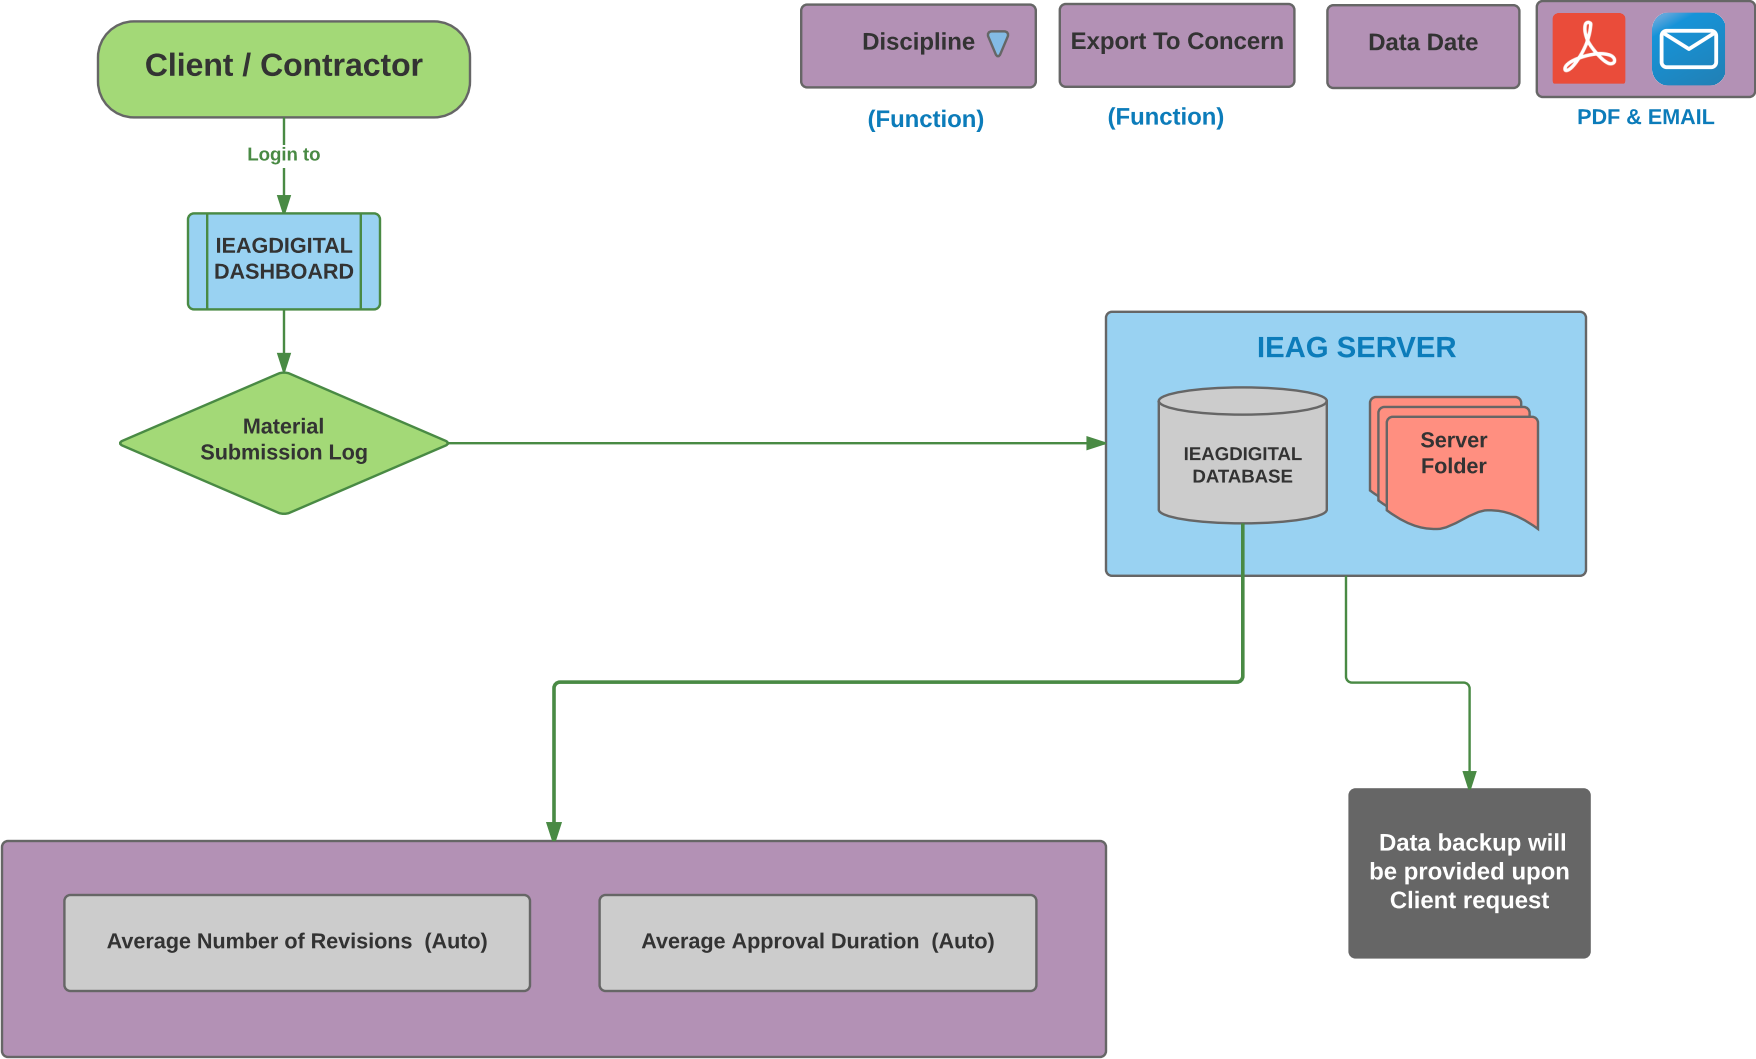 Client / Contractor
Discipline
Export To Concern
Data Date
(Function)
(Function)
PDF & EMAIL
Login to
IEAGDIGITAL
DASHBOARD
Material
Submission Log
IEAG SERVER
IEAGDIGITAL
DATABASE
Server
Folder
Data backup will
be provided upon
Client request
Average Number of Revisions  (Auto)
Average Approval Duration  (Auto)